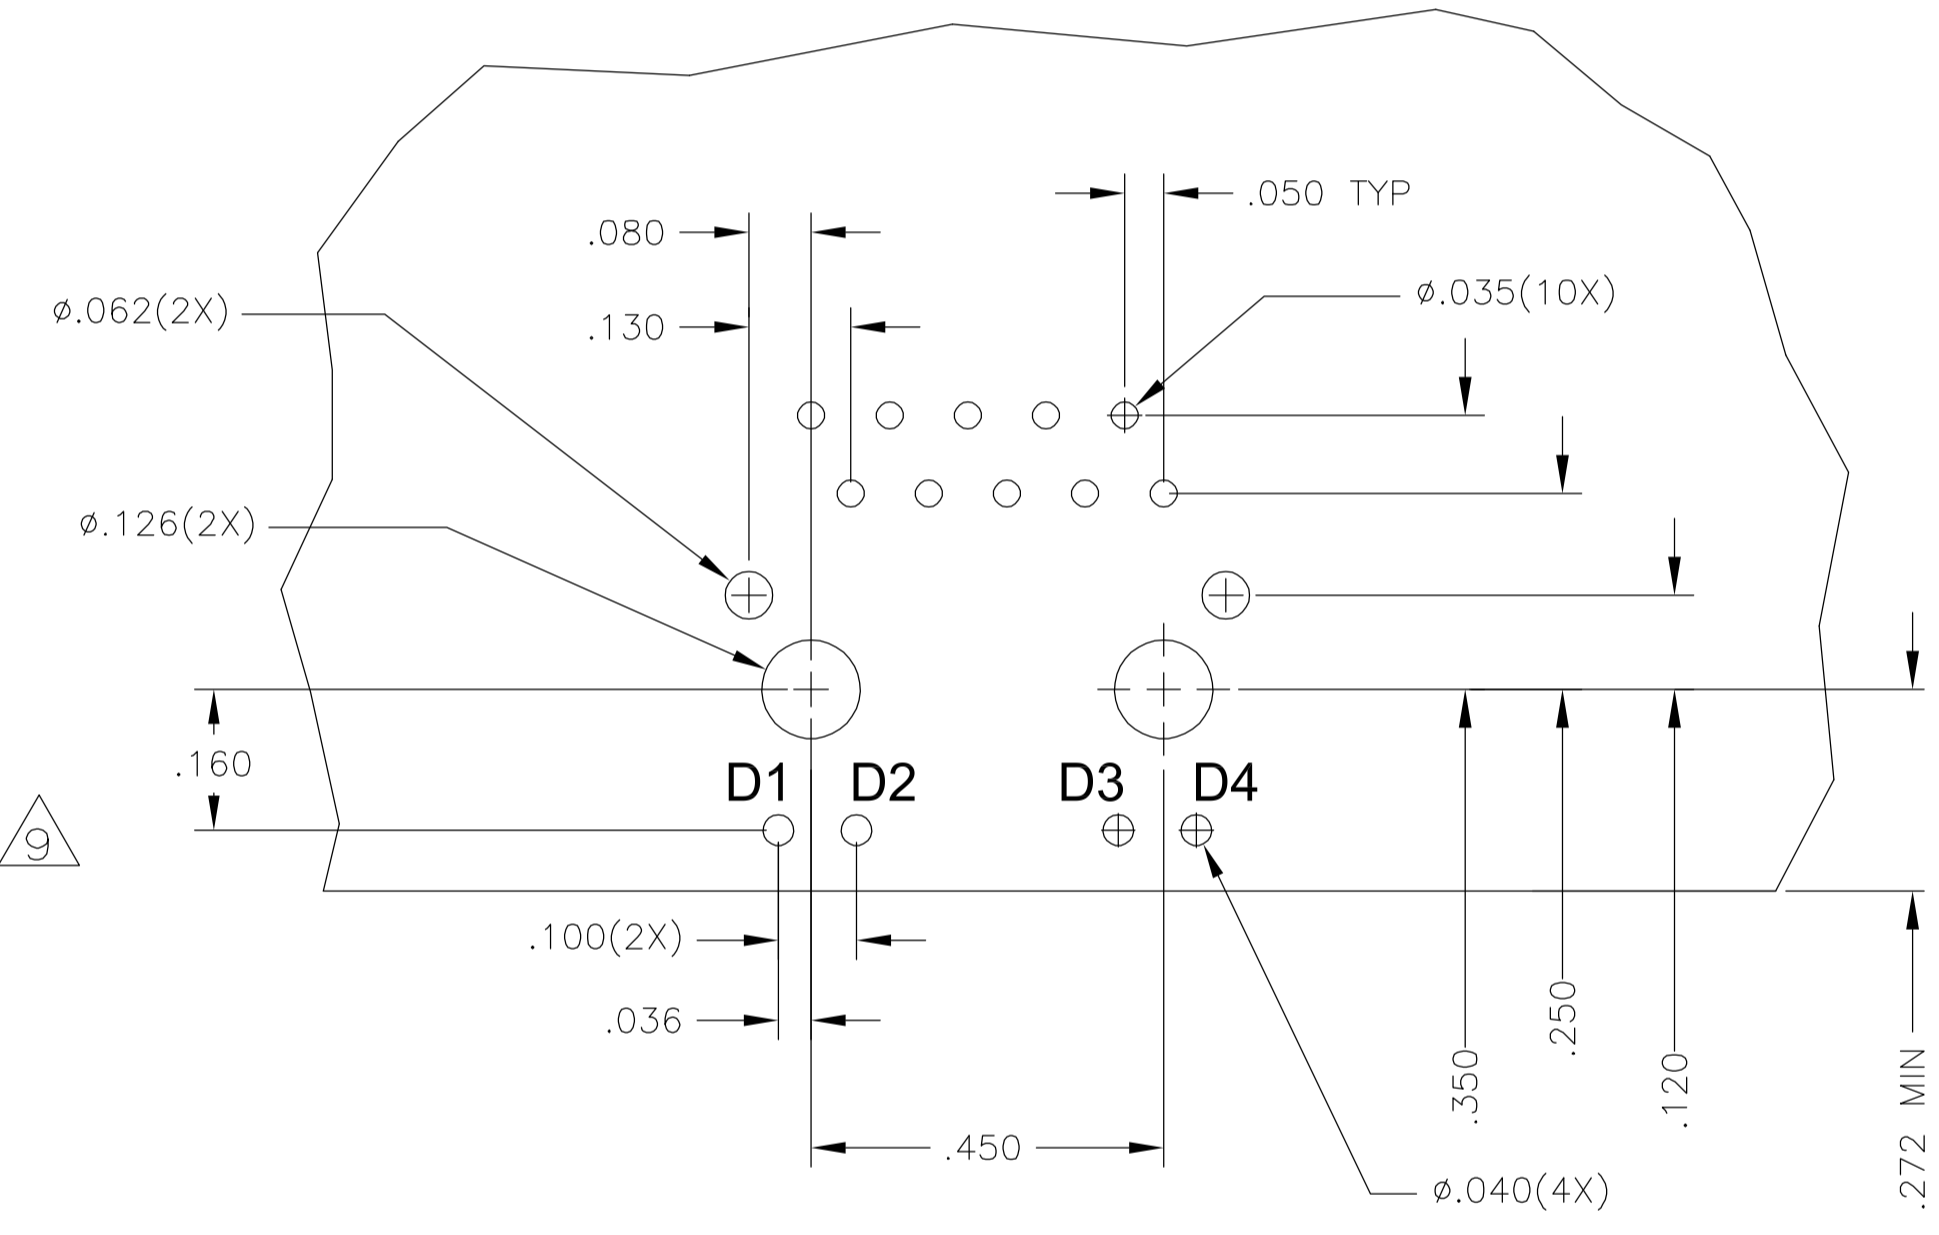 .050 TYP
.080
ø.035(10X)
ø.062(2X)
.130
ø.126(2X)
.160
D1 D2 D3 D4
9
.100(2X)
.036
.250
.350
.120
.272 MIN
.450
ø.040(4X)